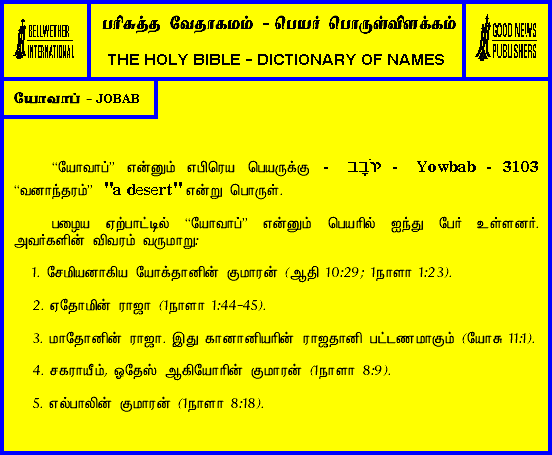 BELLWETHER
INTERNATIONAL
பரிசுத்த வேதாகமம் - பெயர் பொருள்விளக்கம்
THE HOLY BIBLE - DICTIONARY OF NAMES
GOOD NEWS
PUBLISHERS
யோவாப் - JOBAB
“யோவாப்” என்னும் எபிரெய பெயருக்கு - יוֹבָב - Yowbab - 3103
“வனாந்தரம்” "a desert" என்று பொருள்.
பழைய ஏற்பாட்டில் “யோவாப்” என்னும் பெயரில் ஐந்து பேர் உள்ளனர்.
அவர்களின் விவரம் வருமாறு:
1. சேமியனாகிய யோக்தானின் குமாரன் (ஆதி 10:29; 1நாளா 1:23).
2. ஏதோமின் ராஜா (1நாளா 1:44-45).
3. மாதோனின் ராஜா. இது கானானியரின் ராஜதானி பட்டணமாகும் (யோசு 11:1).
4. சகராயீம், ஓதேஸ் ஆகியோரின் குமாரன் (1நாளா 8:9).
5. எல்பாலின் குமாரன் (1நாளா 8:18).